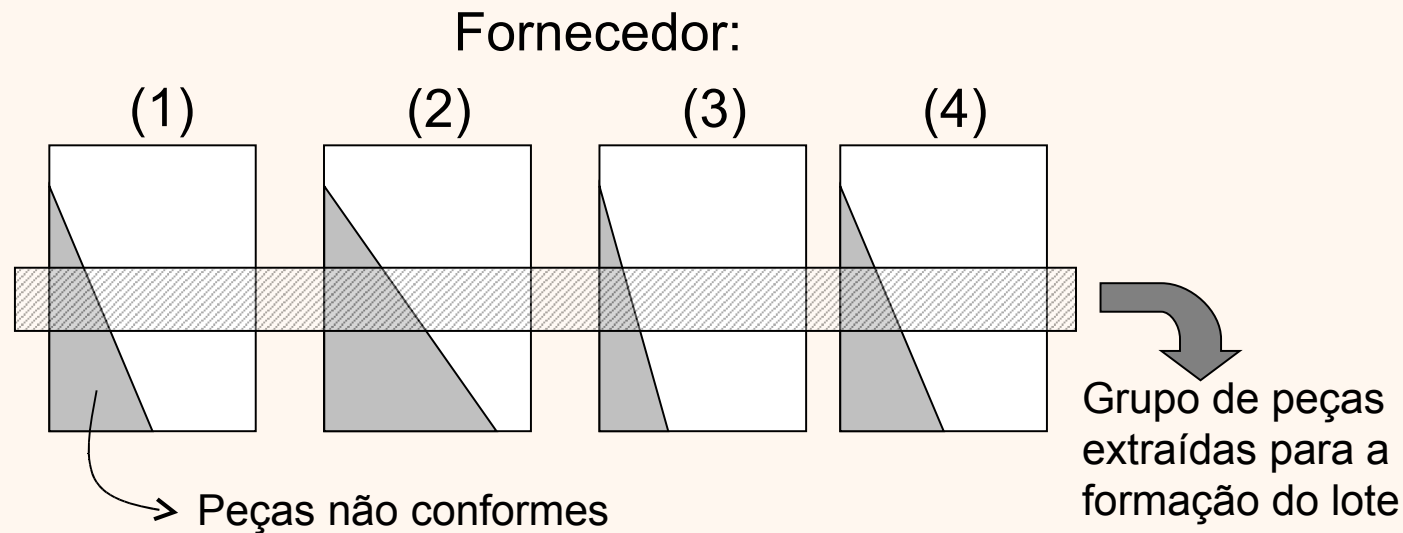 Fornecedor:
(1) (2) (3) (4)
Grupo de peças
extraídas para a
formação do lote
Peças não conformes